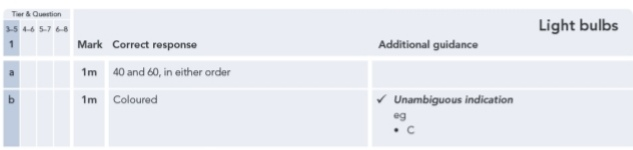 Tier & Question
3–5 4–6 5–7 6–8
Light bulbs
1 Mark Correct response Additional guidance
a 1m 40 and 60, in either order
b 1m Coloured ✓ Unambiguous indication
eg
• C